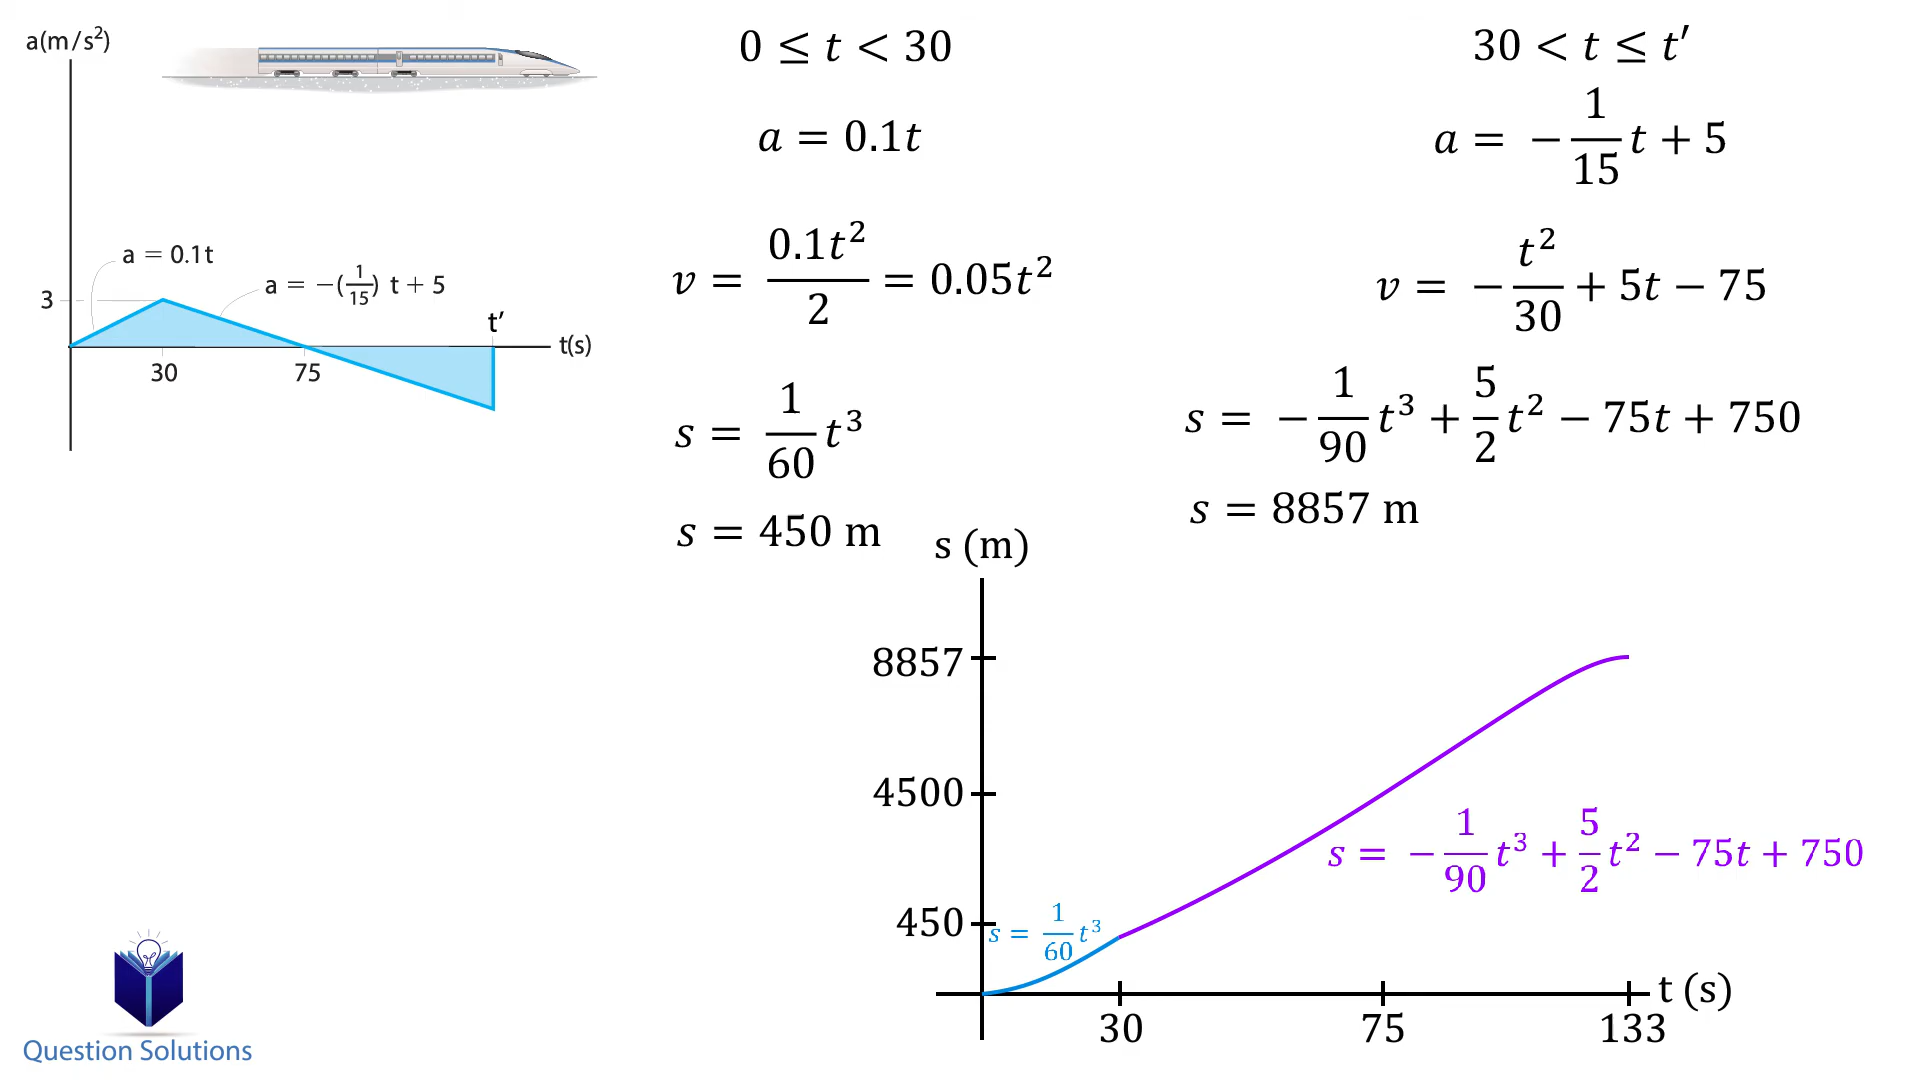 a(m/s²)
a = 0.1t
a = −(1/15) t + 5
3
t′
t(s)
30
75
0 ≤ t < 30
a = 0.1t
v = 0.1t²/2 = 0.05t²
s = 1/60 t³
s = 450 m
30 < t ≤ t′
a = −1/15 t + 5
v = −t²/30 + 5t − 75
s = −1/90 t³ + 5/2 t² − 75t + 750
s = 8857 m
s (m)
8857
4500
450
s = 1/60 t³
s = −1/90 t³ + 5/2 t² − 75t + 750
t (s)
30
75
133
Question Solutions